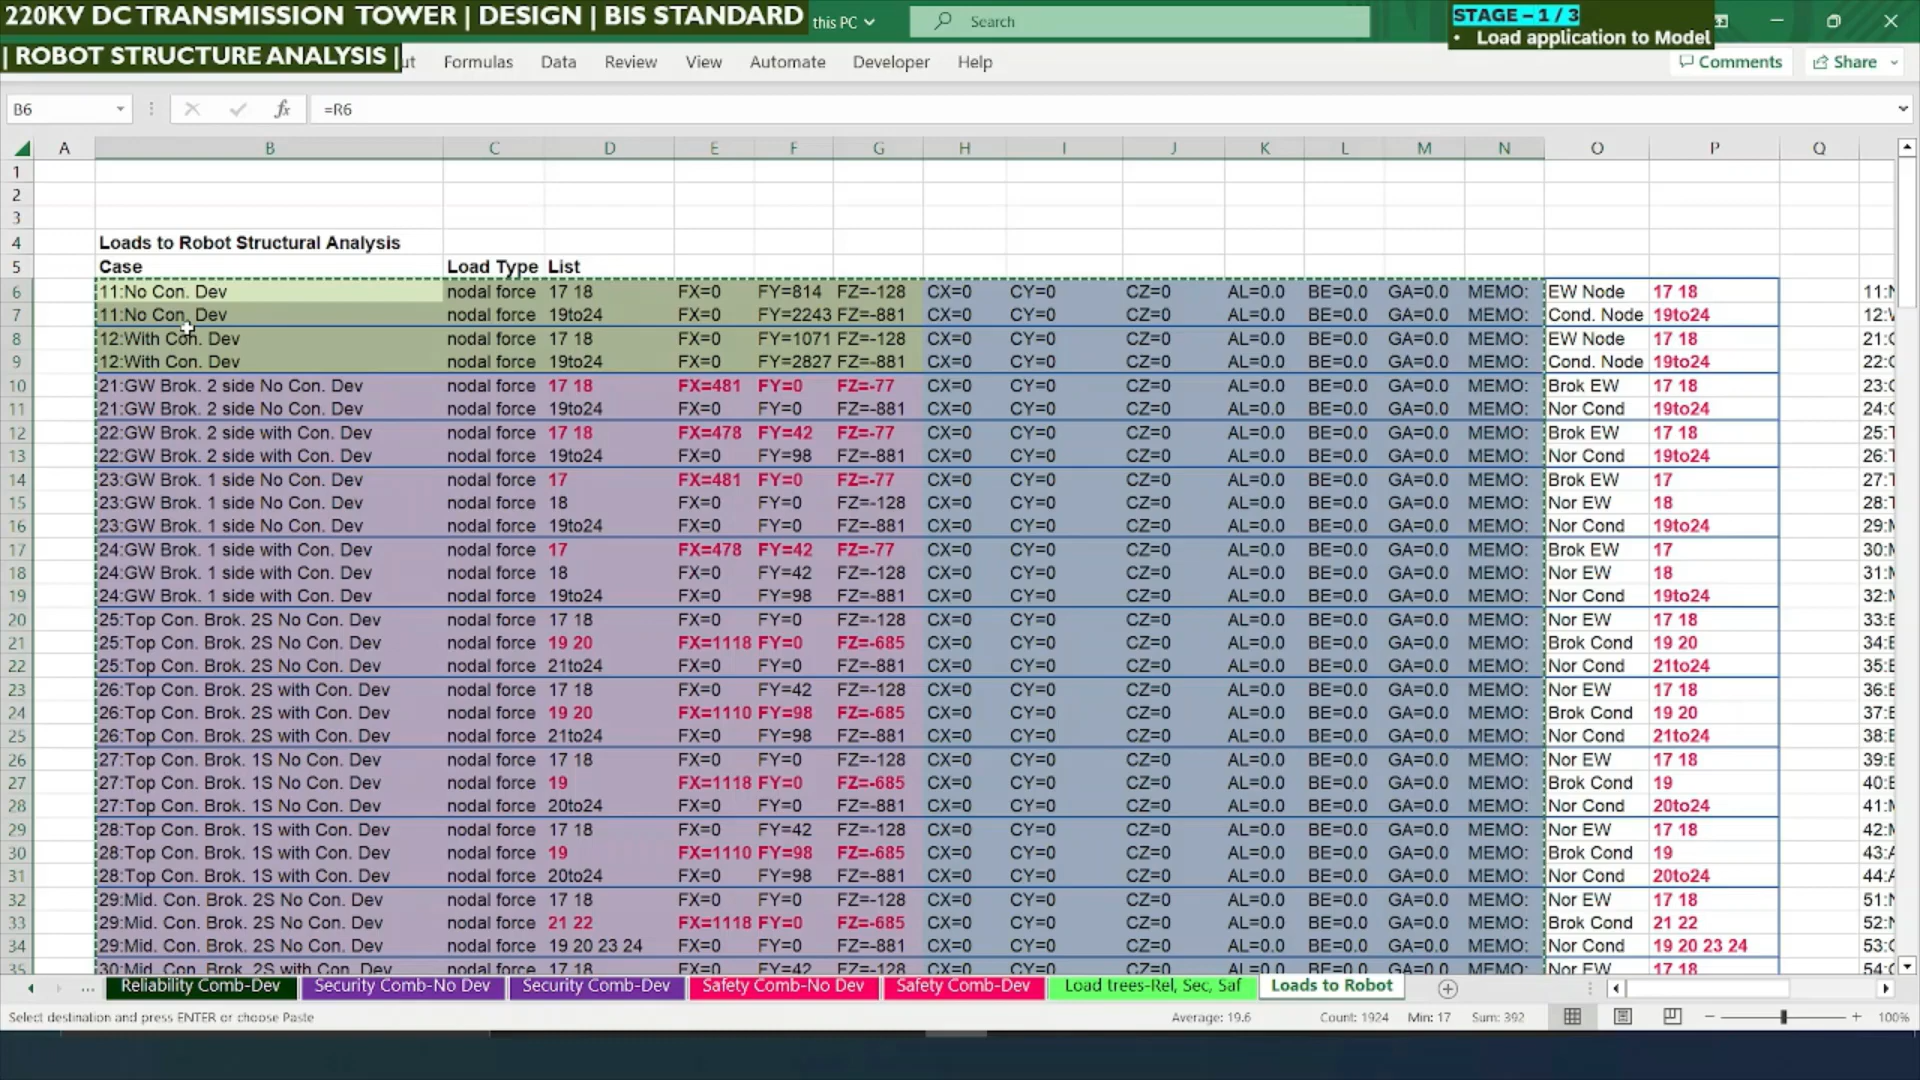 220KV DC TRANSMISSION TOWER | DESIGN | BIS STANDARD
| ROBOT STRUCTURE ANALYSIS |
this PC
Search
STAGE – 1 / 3
• Load application to Model
ut Formulas Data Review View Automate Developer Help
Comments Share
B6 fx =R6
A B C D E F G H I J K L M N O P Q
1
2
3
4 Loads to Robot Structural Analysis
5 Case Load Type List
6 11:No Con. Dev nodal force 17 18 FX=0 FY=814 FZ=-128 CX=0 CY=0 CZ=0 AL=0.0 BE=0.0 GA=0.0 MEMO: EW Node 17 18 11:N
7 11:No Con. Dev nodal force 19to24 FX=0 FY=2243 FZ=-881 CX=0 CY=0 CZ=0 AL=0.0 BE=0.0 GA=0.0 MEMO: Cond. Node 19to24 12:V
8 12:With Con. Dev nodal force 17 18 FX=0 FY=1071 FZ=-128 CX=0 CY=0 CZ=0 AL=0.0 BE=0.0 GA=0.0 MEMO: EW Node 17 18 21:G
9 12:With Con. Dev nodal force 19to24 FX=0 FY=2827 FZ=-881 CX=0 CY=0 CZ=0 AL=0.0 BE=0.0 GA=0.0 MEMO: Cond. Node 19to24 22:G
10 21:GW Brok. 2 side No Con. Dev nodal force 17 18 FX=481 FY=0 FZ=-77 CX=0 CY=0 CZ=0 AL=0.0 BE=0.0 GA=0.0 MEMO: Brok EW 17 18 23:G
11 21:GW Brok. 2 side No Con. Dev nodal force 19to24 FX=0 FY=0 FZ=-881 CX=0 CY=0 CZ=0 AL=0.0 BE=0.0 GA=0.0 MEMO: Nor Cond 19to24 24:G
12 22:GW Brok. 2 side with Con. Dev nodal force 17 18 FX=478 FY=42 FZ=-77 CX=0 CY=0 CZ=0 AL=0.0 BE=0.0 GA=0.0 MEMO: Brok EW 17 18 25:T
13 22:GW Brok. 2 side with Con. Dev nodal force 19to24 FX=0 FY=98 FZ=-881 CX=0 CY=0 CZ=0 AL=0.0 BE=0.0 GA=0.0 MEMO: Nor Cond 19to24 26:T
14 23:GW Brok. 1 side No Con. Dev nodal force 17 FX=481 FY=0 FZ=-77 CX=0 CY=0 CZ=0 AL=0.0 BE=0.0 GA=0.0 MEMO: Brok EW 17 27:T
15 23:GW Brok. 1 side No Con. Dev nodal force 18 FX=0 FY=0 FZ=-128 CX=0 CY=0 CZ=0 AL=0.0 BE=0.0 GA=0.0 MEMO: Nor EW 18 28:T
16 23:GW Brok. 1 side No Con. Dev nodal force 19to24 FX=0 FY=0 FZ=-881 CX=0 CY=0 CZ=0 AL=0.0 BE=0.0 GA=0.0 MEMO: Nor Cond 19to24 29:M
17 24:GW Brok. 1 side with Con. Dev nodal force 17 FX=478 FY=42 FZ=-77 CX=0 CY=0 CZ=0 AL=0.0 BE=0.0 GA=0.0 MEMO: Brok EW 17 30:M
18 24:GW Brok. 1 side with Con. Dev nodal force 18 FX=0 FY=42 FZ=-128 CX=0 CY=0 CZ=0 AL=0.0 BE=0.0 GA=0.0 MEMO: Nor EW 18 31:M
19 24:GW Brok. 1 side with Con. Dev nodal force 19to24 FX=0 FY=98 FZ=-881 CX=0 CY=0 CZ=0 AL=0.0 BE=0.0 GA=0.0 MEMO: Nor Cond 19to24 32:M
20 25:Top Con. Brok. 2S No Con. Dev nodal force 17 18 FX=0 FY=0 FZ=-128 CX=0 CY=0 CZ=0 AL=0.0 BE=0.0 GA=0.0 MEMO: Nor EW 17 18 33:E
21 25:Top Con. Brok. 2S No Con. Dev nodal force 19 20 FX=1118 FY=0 FZ=-685 CX=0 CY=0 CZ=0 AL=0.0 BE=0.0 GA=0.0 MEMO: Brok Cond 19 20 34:E
22 25:Top Con. Brok. 2S No Con. Dev nodal force 21to24 FX=0 FY=0 FZ=-881 CX=0 CY=0 CZ=0 AL=0.0 BE=0.0 GA=0.0 MEMO: Nor Cond 21to24 35:E
23 26:Top Con. Brok. 2S with Con. Dev nodal force 17 18 FX=0 FY=42 FZ=-128 CX=0 CY=0 CZ=0 AL=0.0 BE=0.0 GA=0.0 MEMO: Nor EW 17 18 36:E
24 26:Top Con. Brok. 2S with Con. Dev nodal force 19 20 FX=1110 FY=98 FZ=-685 CX=0 CY=0 CZ=0 AL=0.0 BE=0.0 GA=0.0 MEMO: Brok Cond 19 20 37:E
25 26:Top Con. Brok. 2S with Con. Dev nodal force 21to24 FX=0 FY=98 FZ=-881 CX=0 CY=0 CZ=0 AL=0.0 BE=0.0 GA=0.0 MEMO: Nor Cond 21to24 38:E
26 27:Top Con. Brok. 1S No Con. Dev nodal force 17 18 FX=0 FY=0 FZ=-128 CX=0 CY=0 CZ=0 AL=0.0 BE=0.0 GA=0.0 MEMO: Nor EW 17 18 39:E
27 27:Top Con. Brok. 1S No Con. Dev nodal force 19 FX=1118 FY=0 FZ=-685 CX=0 CY=0 CZ=0 AL=0.0 BE=0.0 GA=0.0 MEMO: Brok Cond 19 40:E
28 27:Top Con. Brok. 1S No Con. Dev nodal force 20to24 FX=0 FY=0 FZ=-881 CX=0 CY=0 CZ=0 AL=0.0 BE=0.0 GA=0.0 MEMO: Nor Cond 20to24 41:M
29 28:Top Con. Brok. 1S with Con. Dev nodal force 17 18 FX=0 FY=42 FZ=-128 CX=0 CY=0 CZ=0 AL=0.0 BE=0.0 GA=0.0 MEMO: Nor EW 17 18 42:M
30 28:Top Con. Brok. 1S with Con. Dev nodal force 19 FX=1110 FY=98 FZ=-685 CX=0 CY=0 CZ=0 AL=0.0 BE=0.0 GA=0.0 MEMO: Brok Cond 19 43:A
31 28:Top Con. Brok. 1S with Con. Dev nodal force 20to24 FX=0 FY=98 FZ=-881 CX=0 CY=0 CZ=0 AL=0.0 BE=0.0 GA=0.0 MEMO: Nor Cond 20to24 44:A
32 29:Mid. Con. Brok. 2S No Con. Dev nodal force 17 18 FX=0 FY=0 FZ=-128 CX=0 CY=0 CZ=0 AL=0.0 BE=0.0 GA=0.0 MEMO: Nor EW 17 18 51:N
33 29:Mid. Con. Brok. 2S No Con. Dev nodal force 21 22 FX=1118 FY=0 FZ=-685 CX=0 CY=0 CZ=0 AL=0.0 BE=0.0 GA=0.0 MEMO: Brok Cond 21 22 52:N
34 29:Mid. Con. Brok. 2S No Con. Dev nodal force 19 20 23 24 FX=0 FY=0 FZ=-881 CX=0 CY=0 CZ=0 AL=0.0 BE=0.0 GA=0.0 MEMO: Nor Cond 19 20 23 24 53:G
35 30:Mid. Con. Brok. 2S with Con. Dev nodal force 17 18 FX=0 FY=42 FZ=-128 CX=0 CY=0 CZ=0 AL=0.0 BE=0.0 GA=0.0 MEMO: Nor EW 17 18 54:G
... Reliability Comb-Dev Security Comb-No Dev Security Comb-Dev Safety Comb-No Dev Safety Comb-Dev Load trees-Rel, Sec, Saf Loads to Robot
Select destination and press ENTER or choose Paste Average: 19.6 Count: 1924 Min: 17 Sum: 392 100%